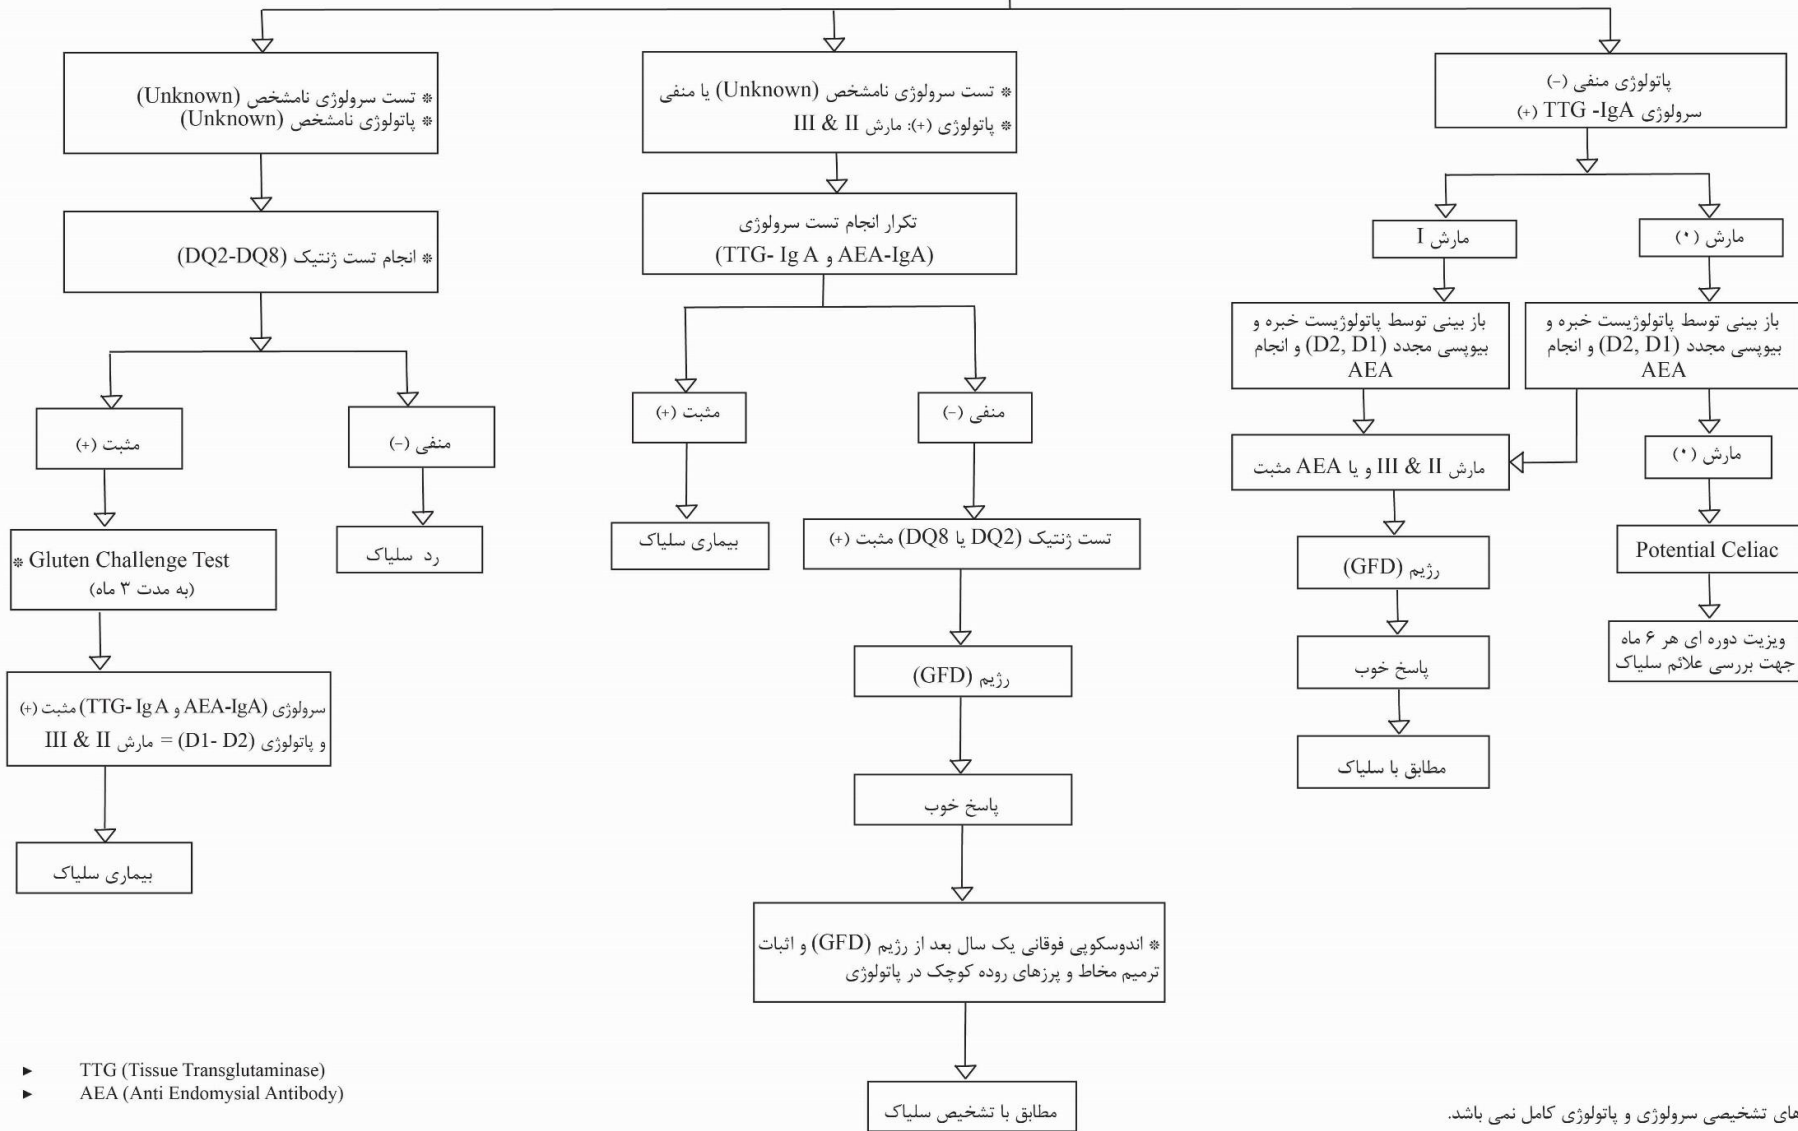 پاتولوژی منفی (-)
سرولوژی TTG -IgA (+)
مارش (۰)
مارش I
باز بینی توسط پاتولوژیست خبره و
بیوپسی مجدد (D2, D1) و انجام
AEA
باز بینی توسط پاتولوژیست خبره و
بیوپسی مجدد (D2, D1) و انجام
AEA
مارش (۰)
مارش III & II و یا AEA مثبت
Potential Celiac
رژیم (GFD)
ویزیت دوره ای هر ۶ ماه
جهت بررسی علائم سلیاک
پاسخ خوب
مطابق با سلیاک
* تست سرولوژی نامشخص (Unknown) یا منفی
* پاتولوژی (+): مارش III & II
تکرار انجام تست سرولوژی
(TTG- Ig A و AEA-IgA)
منفی (-)
مثبت (+)
تست ژنتیک (DQ2 یا DQ8) مثبت (+)
بیماری سلیاک
رژیم (GFD)
پاسخ خوب
* اندوسکوپی فوقانی یک سال بعد از رژیم (GFD) و اثبات
ترمیم مخاط و پرزهای روده کوچک در پاتولوژی
مطابق با تشخیص سلیاک
* تست سرولوژی نامشخص (Unknown)
* پاتولوژی نامشخص (Unknown)
* انجام تست ژنتیک (DQ2-DQ8)
منفی (-)
مثبت (+)
رد سلیاک
* Gluten Challenge Test
(به مدت ۳ ماه)
سرولوژی (TTG- Ig A و AEA-IgA) مثبت (+)
و پاتولوژی (D1- D2) = مارش III & II
بیماری سلیاک
► TTG (Tissue Transglutaminase)
► AEA (Anti Endomysial Antibody)
های تشخیصی سرولوژی و پاتولوژی کامل نمی باشد.